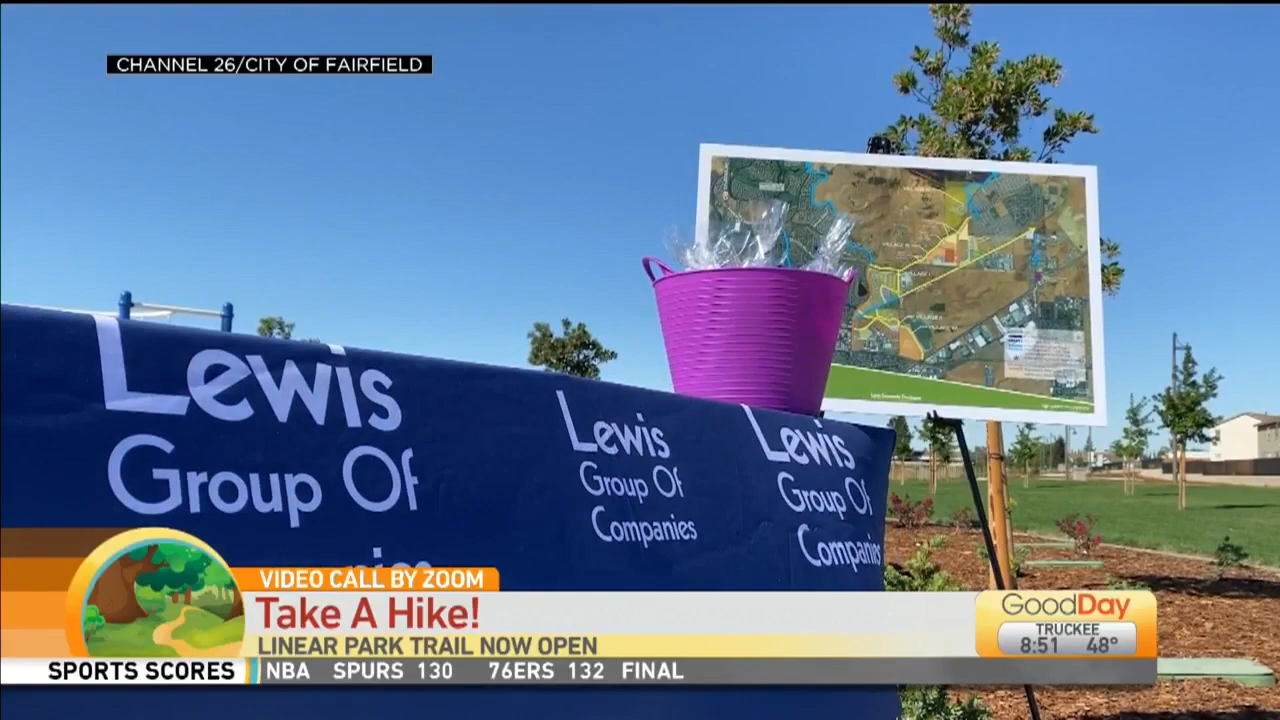 CHANNEL 26/CITY OF FAIRFIELD
Lewis
Group Of
Lewis
Group Of
Companies
Lewis
Group Of
Companies
VIDEO CALL BY ZOOM
Take A Hike!
LINEAR PARK TRAIL NOW OPEN
GoodDay
TRUCKEE
8:51 48°
SPORTS SCORES NBA SPURS 130 76ERS 132 FINAL